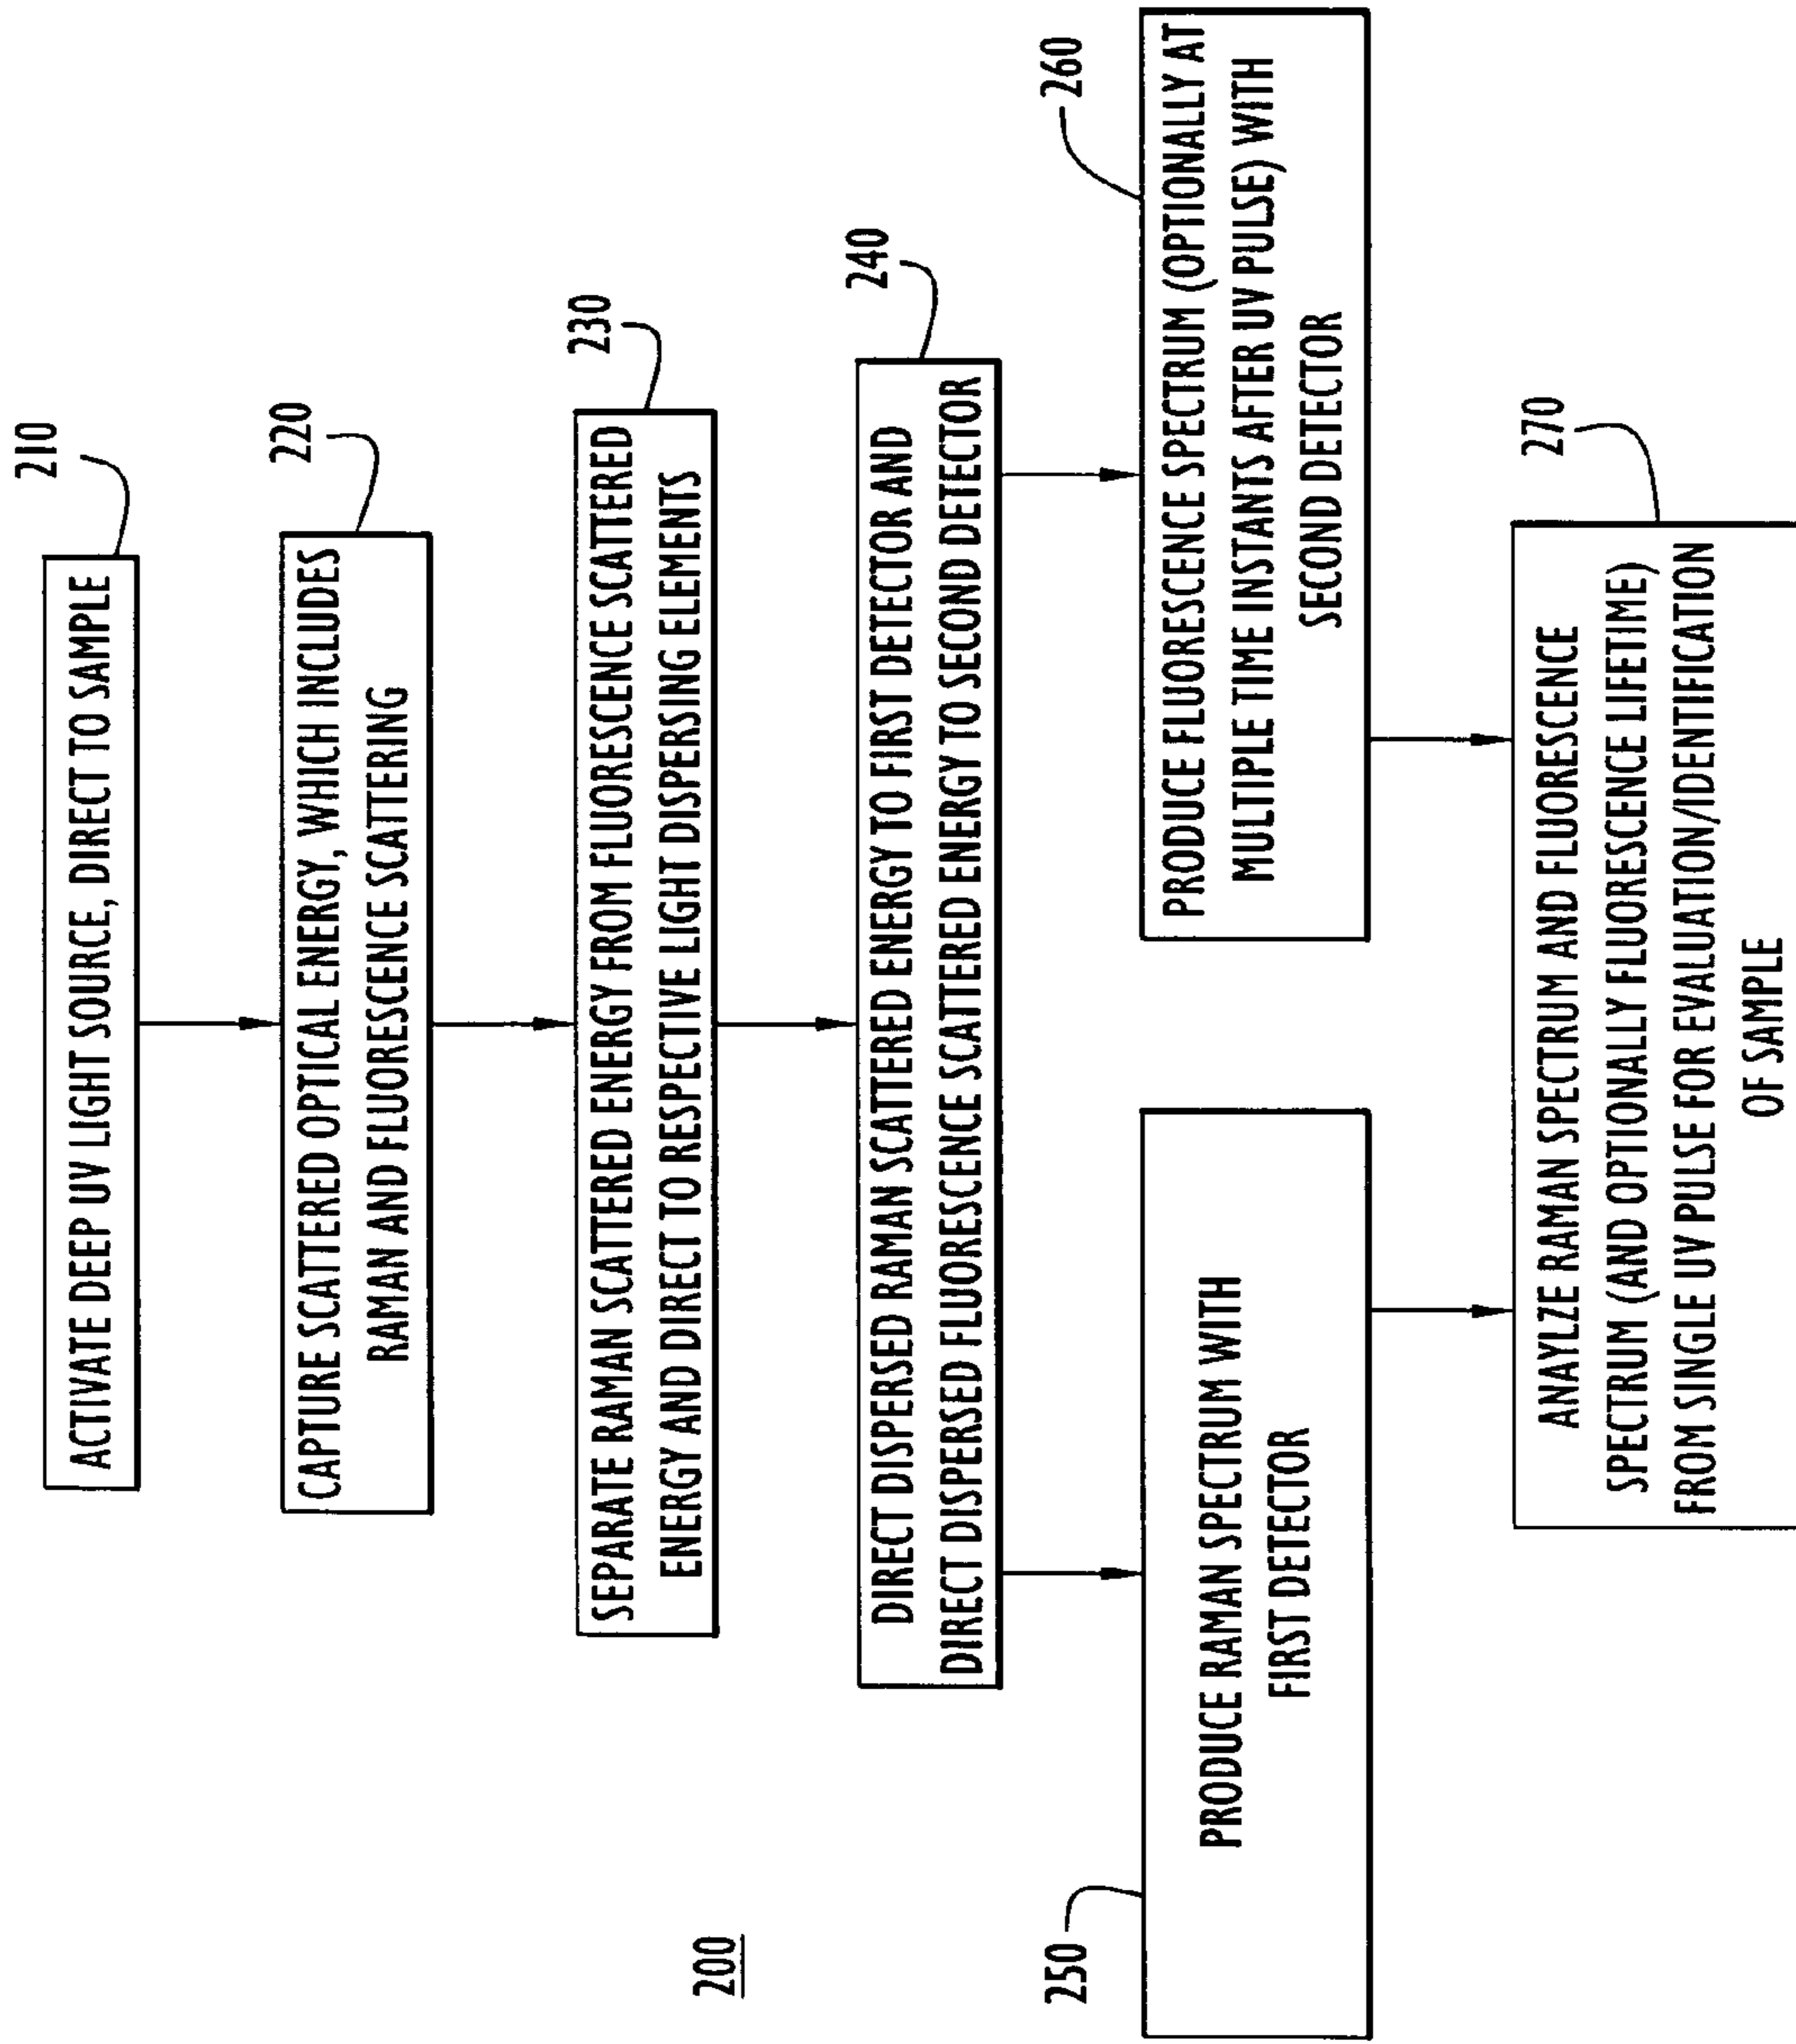 200
210
ACTIVATE DEEP UV LIGHT SOURCE, DIRECT TO SAMPLE
220
CAPTURE SCATTERED OPTICAL ENERGY, WHICH INCLUDES
RAMAN AND FLUORESCENCE SCATTERING
230
SEPARATE RAMAN SCATTERED ENERGY FROM FLUORESCENCE SCATTERED
ENERGY AND DIRECT TO RESPECTIVE LIGHT DISPERSING ELEMENTS
240
DIRECT DISPERSED RAMAN SCATTERED ENERGY TO FIRST DETECTOR AND
DIRECT DISPERSED FLUORESCENCE SCATTERED ENERGY TO SECOND DETECTOR
250
PRODUCE RAMAN SPECTRUM WITH
FIRST DETECTOR
260
PRODUCE FLUORESCENCE SPECTRUM (OPTIONALLY AT
MULTIPLE TIME INSTANTS AFTER UV PULSE) WITH
SECOND DETECTOR
270
ANAYLZE RAMAN SPECTRUM AND FLUORESCENCE
SPECTRUM (AND OPTIONALLY FLUORESCENCE LIFETIME)
FROM SINGLE UV PULSE FOR EVALUATION/IDENTIFICATION
OF SAMPLE